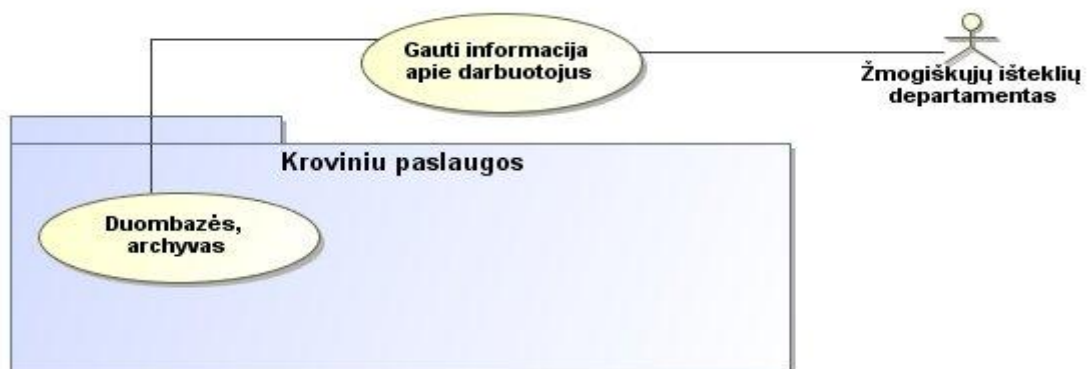 Gauti informacija
apie darbuotojus
Žmogiškųjų išteklių
departamentas
Kroviniu paslaugos
Duombazės,
archyvas